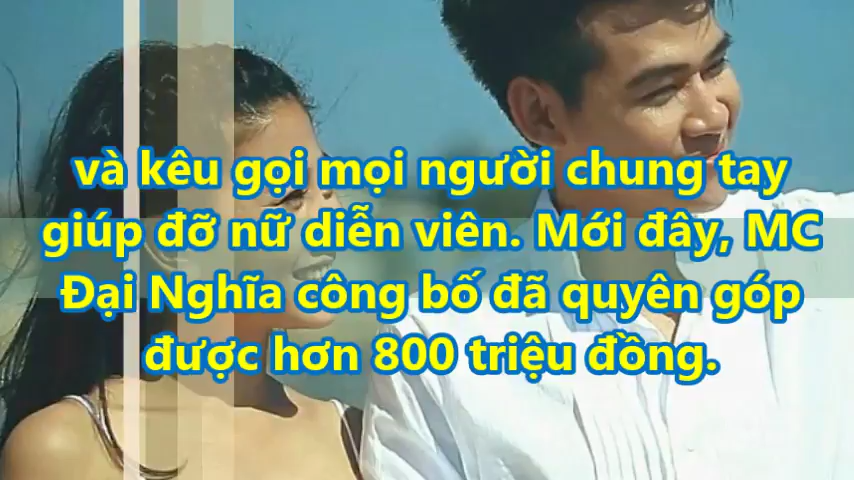 và kêu gọi mọi người chung tay
giúp đỡ nữ diễn viên. Mới đây, MC
Đại Nghĩa công bố đã quyên góp
được hơn 800 triệu đồng.